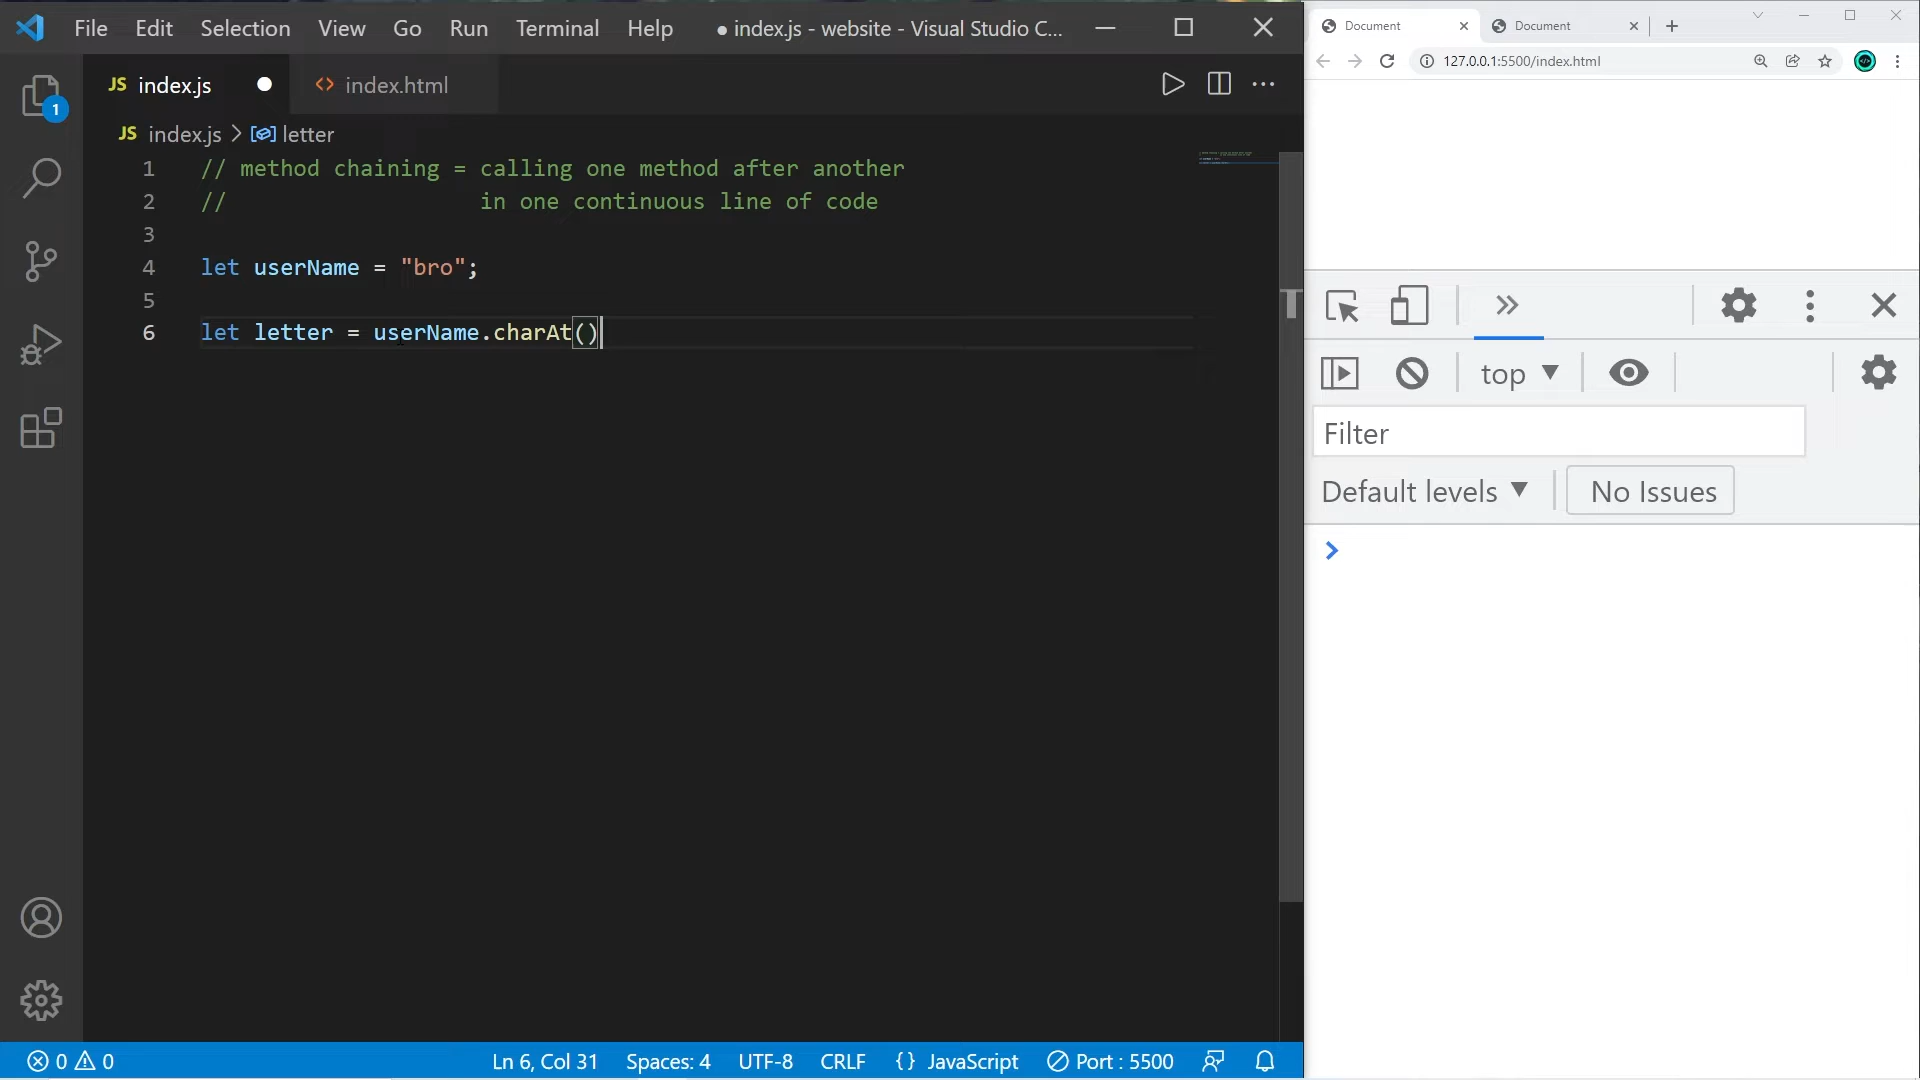 File Edit Selection View Go Run Terminal Help ● index.js - website - Visual Studio C...
JS index.js ● <> index.html
JS index.js > letter
1 // method chaining = calling one method after another
2 // in one continuous line of code
3
4 let userName = "bro";
5
6 let letter = userName.charAt()
1
0 0 Ln 6, Col 31 Spaces: 4 UTF-8 CRLF {} JavaScript Port : 5500
Document Document
127.0.0.1:5500/index.html
top
Filter
Default levels No Issues